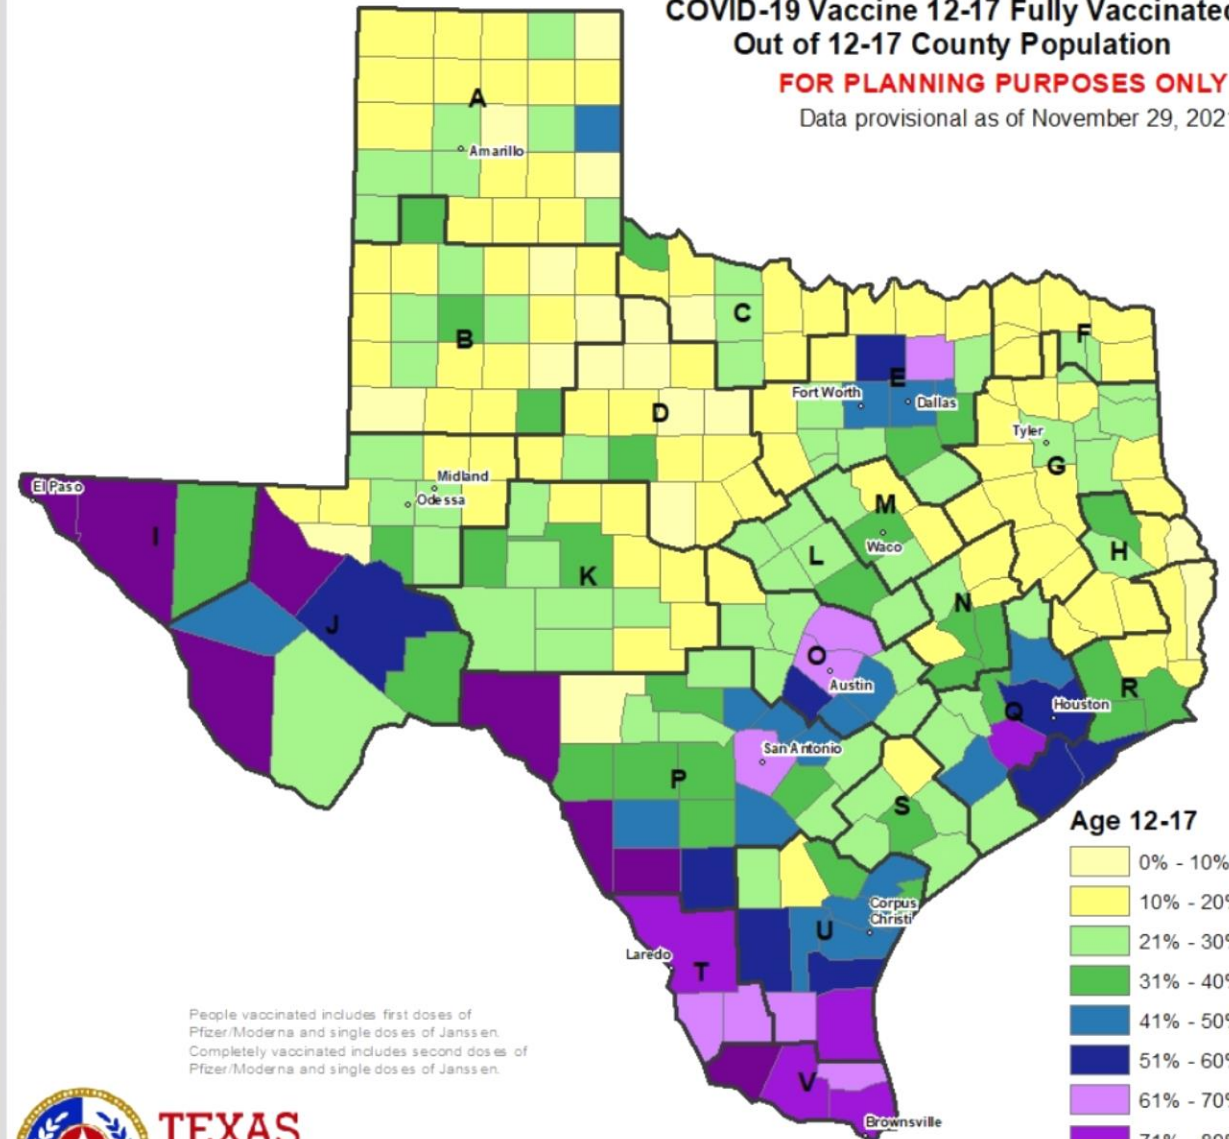 COVID-19 Vaccine 12-17 Fully Vaccinated
Out of 12-17 County Population
FOR PLANNING PURPOSES ONLY
Data provisional as of November 29, 202
A
Amarillo
B
C
F
E
Fort Worth
Dallas
D
Tyler
G
Midland
Odessa
El Paso
M
Waco
I
L
H
K
N
J
O
Austin
R
Q
Houston
San Antonio
P
S
Age 12-17
0% - 10%
10% - 20%
21% - 30%
31% - 40%
41% - 50%
51% - 60%
61% - 70%
Corpus
Christi
U
Laredo
T
V
Brownsville
People vaccinated includes first doses of
Pfizer/Moderna and single doses of Janssen.
Completely vaccinated includes second doses of
Pfizer/Moderna and single doses of Janssen.
TEXAS